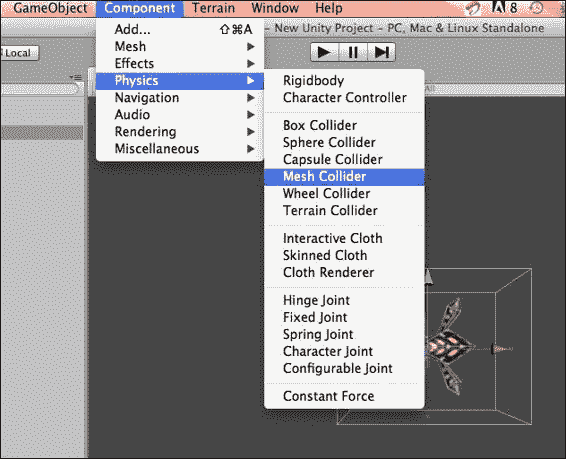 GameObject Component Terrain Window Help 8
- New Unity Project - PC, Mac & Linux Standalone
Local
Add... ⇧⌘A
Mesh
Effects
Physics
Navigation
Audio
Rendering
Miscellaneous
Rigidbody
Character Controller
Box Collider
Sphere Collider
Capsule Collider
Mesh Collider
Wheel Collider
Terrain Collider
Interactive Cloth
Skinned Cloth
Cloth Renderer
Hinge Joint
Fixed Joint
Spring Joint
Character Joint
Configurable Joint
Constant Force